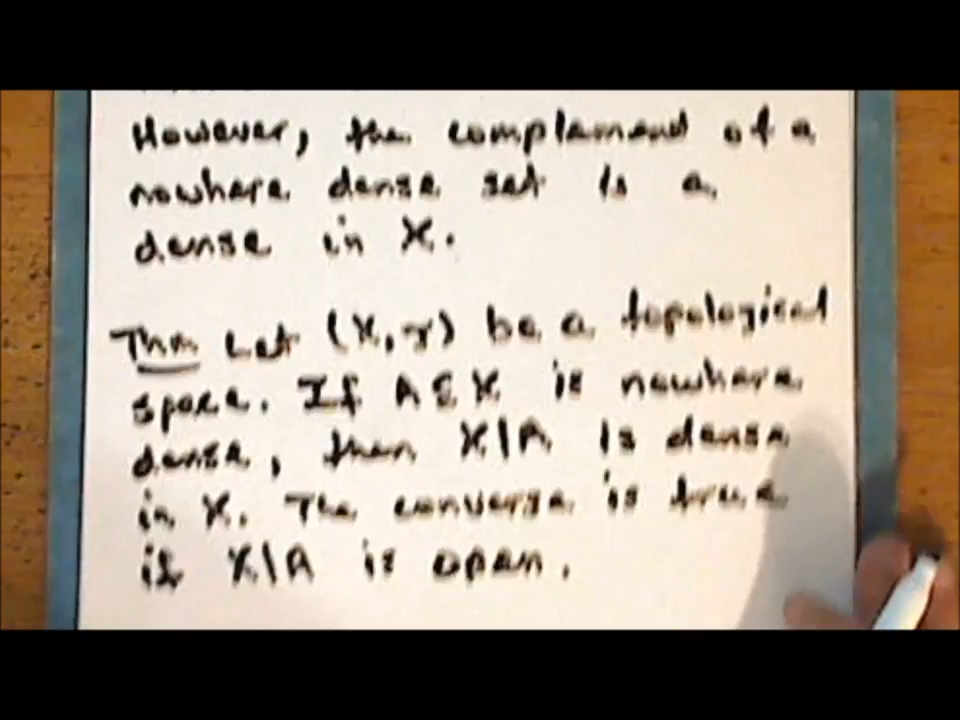 However, the complement of a
nowhere dense set is a
dense in X.
Thm Let (X, τ) be a topological
space. If A ⊆ X is nowhere
dense, then X\A is dense
in X. The converse is true
if X\A is open.